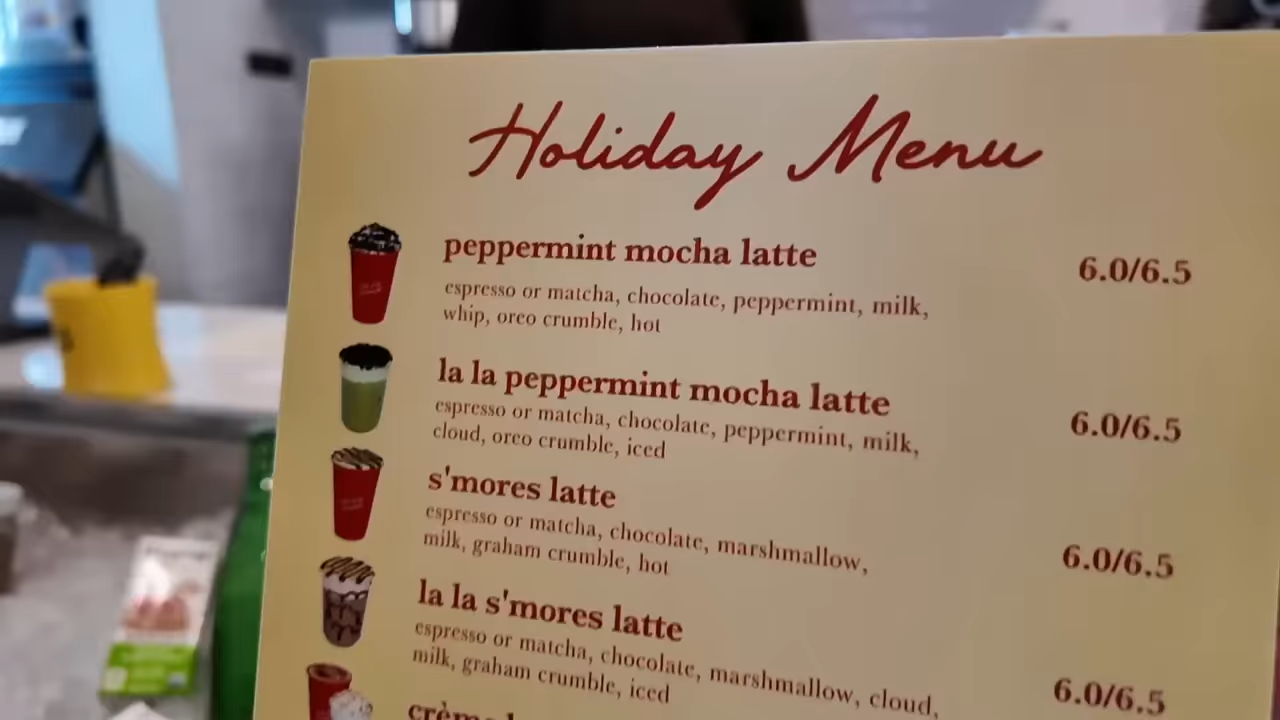 Holiday Menu
peppermint mocha latte 6.0/6.5
espresso or matcha, chocolate, peppermint, milk,
whip, oreo crumble, hot
la la peppermint mocha latte 6.0/6.5
espresso or matcha, chocolate, peppermint, milk,
cloud, oreo crumble, iced
s'mores latte 6.0/6.5
espresso or matcha, chocolate, marshmallow,
milk, graham crumble, hot
la la s'mores latte 6.0/6.5
espresso or matcha, chocolate, marshmallow, cloud,
milk, graham crumble, iced